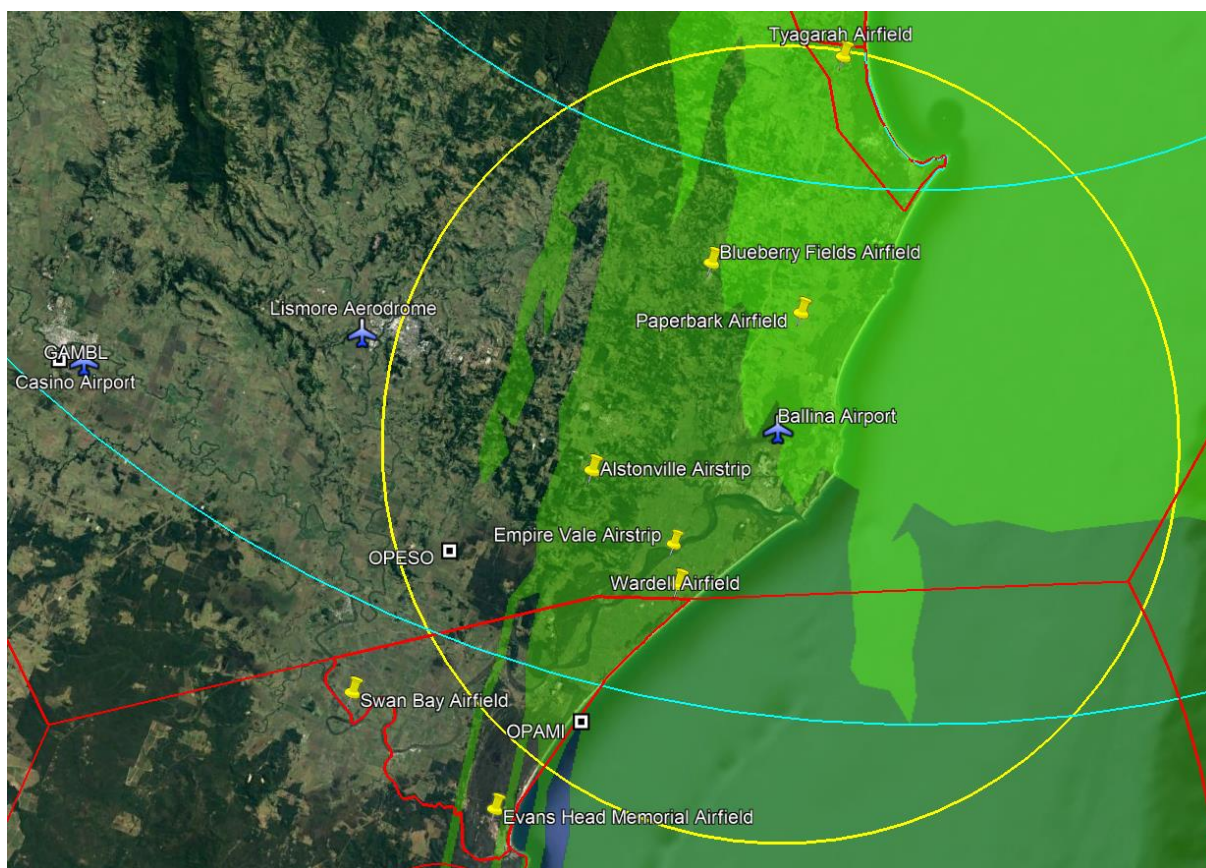 Tyagarah Airfield
Blueberry Fields Airfield
Lismore Aerodrome
Paperbark Airfield
GAMBL
Casino Airport
Ballina Airport
Alstonville Airstrip
Empire Vale Airstrip
OPESO
Wardell Airfield
Swan Bay Airfield
OPAMI
Evans Head Memorial Airfield